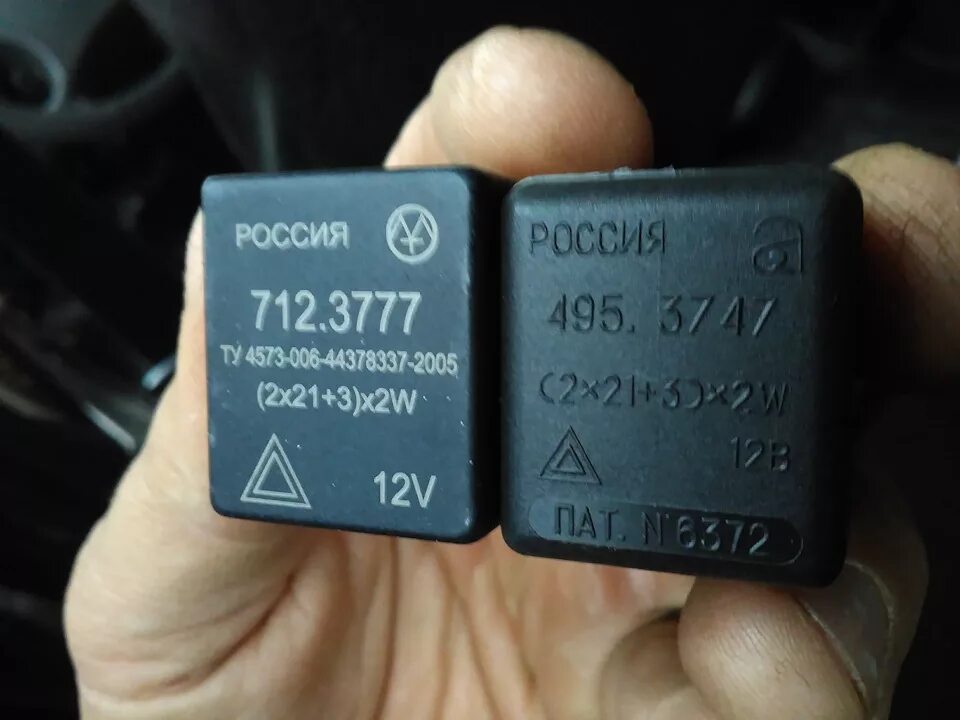 РОССИЯ
712.3777
ТУ 4573-006-44378337-2005
(2x21+3)x2W
12V
РОССИЯ
495. 3747
(2×21+3)×2W
12В
ПАТ. N°6372